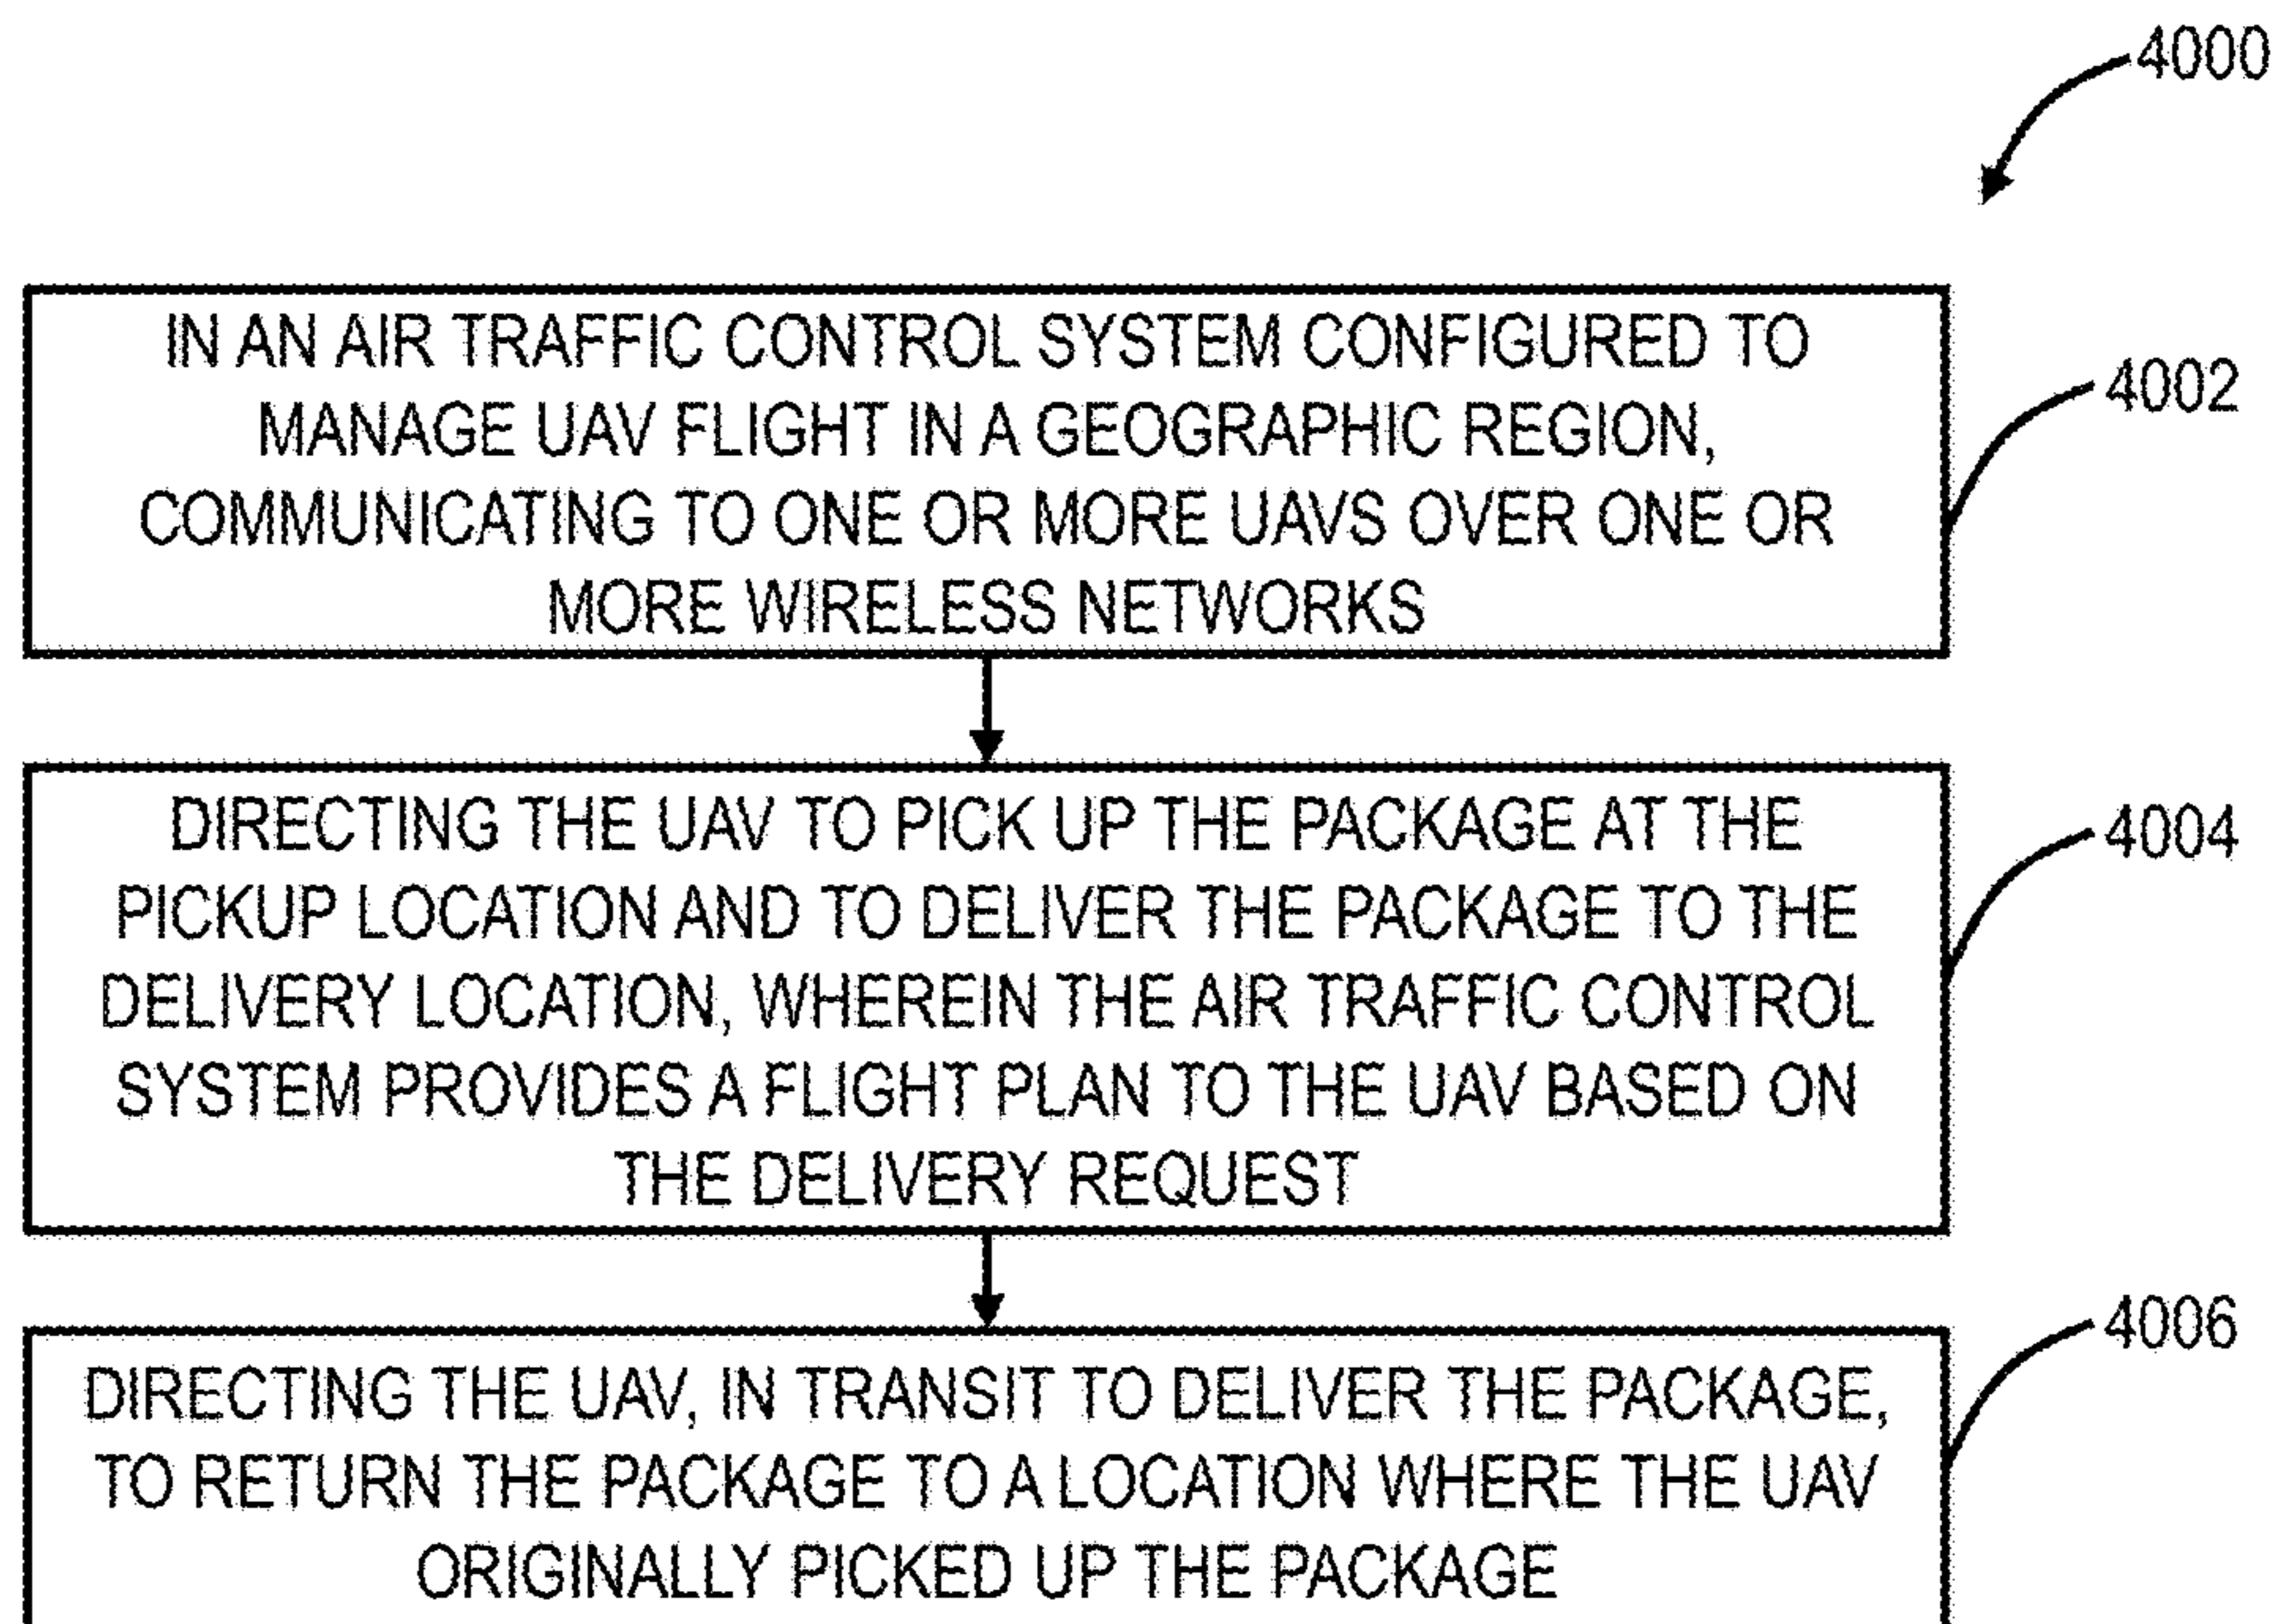 4000
IN AN AIR TRAFFIC CONTROL SYSTEM CONFIGURED TO
MANAGE UAV FLIGHT IN A GEOGRAPHIC REGION,
COMMUNICATING TO ONE OR MORE UAVS OVER ONE OR
MORE WIRELESS NETWORKS
4002
DIRECTING THE UAV TO PICK UP THE PACKAGE AT THE
PICKUP LOCATION AND TO DELIVER THE PACKAGE TO THE
DELIVERY LOCATION, WHEREIN THE AIR TRAFFIC CONTROL
SYSTEM PROVIDES A FLIGHT PLAN TO THE UAV BASED ON
THE DELIVERY REQUEST
4004
DIRECTING THE UAV, IN TRANSIT TO DELIVER THE PACKAGE,
TO RETURN THE PACKAGE TO A LOCATION WHERE THE UAV
ORIGINALLY PICKED UP THE PACKAGE
4006